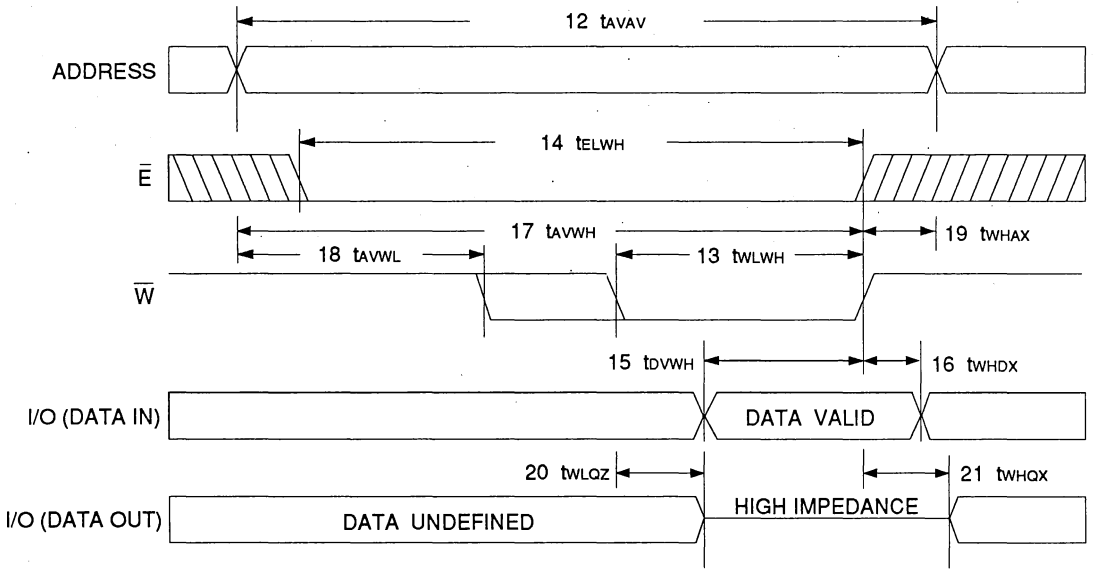 12 tAVAV
ADDRESS
14 tELWH
E̅
17 tAVWH
19 tWHAX
18 tAVWL
13 tWLWH
W̅
15 tDVWH
16 tWHDX
I/O (DATA IN)
DATA VALID
20 tWLQZ
21 tWHQX
I/O (DATA OUT)
DATA UNDEFINED
HIGH IMPEDANCE